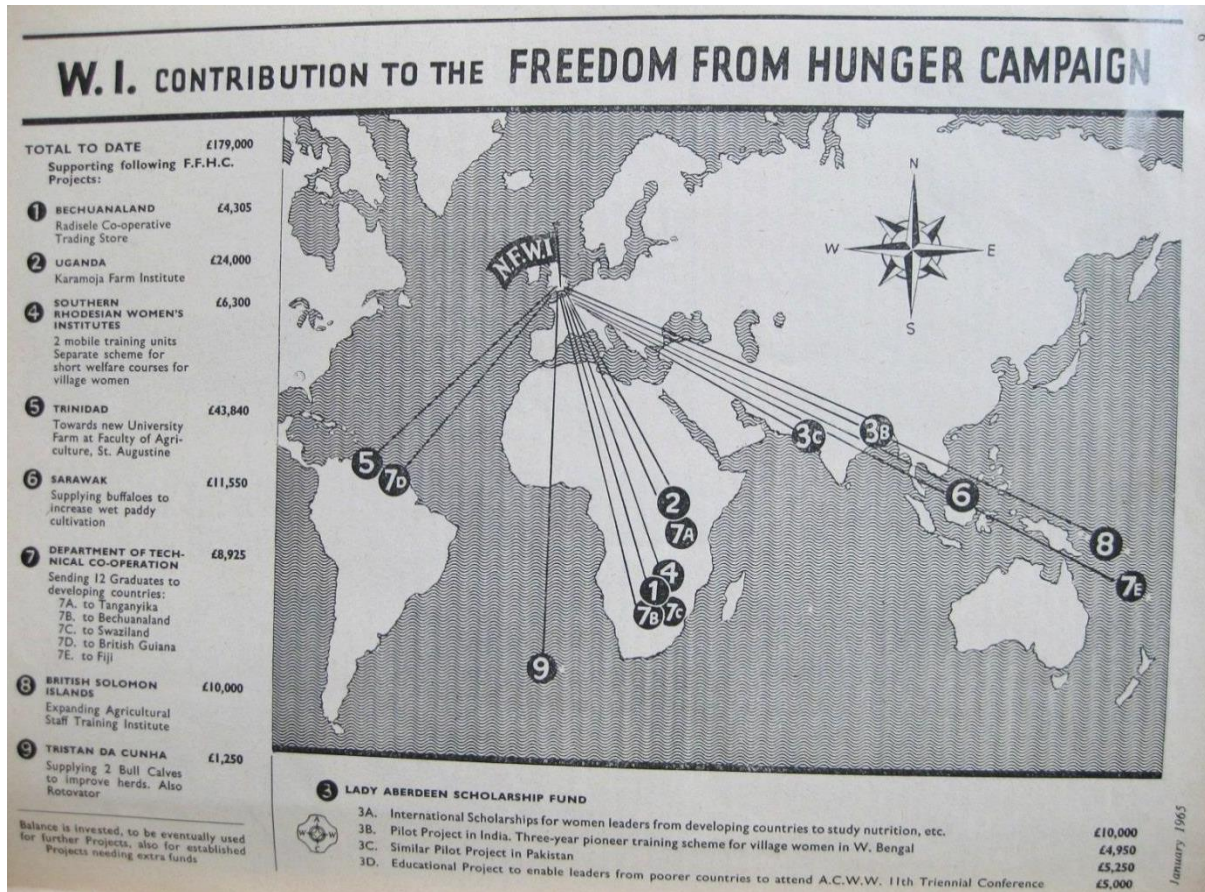 W. I. CONTRIBUTION TO THE FREEDOM FROM HUNGER CAMPAIGN
TOTAL TO DATE £179,000
Supporting following F.F.H.C.
Projects:
1 BECHUANALAND £4,305
Radisele Co-operative
Trading Store
2 UGANDA £24,000
Karamoja Farm Institute
4 SOUTHERN £6,300
RHODESIAN WOMEN'S
INSTITUTES
2 mobile training units
Separate scheme for
short welfare courses for
village women
5 TRINIDAD £43,840
Towards new University
Farm at Faculty of Agri-
culture, St. Augustine
6 SARAWAK £11,550
Supplying buffaloes to
increase wet paddy
cultivation
7 DEPARTMENT OF TECH- £8,925
NICAL CO-OPERATION
Sending 12 Graduates to
developing countries:
7A. to Tanganyika
7B. to Bechuanaland
7C. to Swaziland
7D. to British Guiana
7E. to Fiji
8 BRITISH SOLOMON £10,000
ISLANDS
Expanding Agricultural
Staff Training Institute
9 TRISTAN DA CUNHA £1,250
Supplying 2 Bull Calves
to improve herds. Also
Rotovator
Balance is invested, to be eventually used
for further Projects, also for established
Projects needing extra funds
N
W E
S
N.F.W.I
3C 3B
5 7D
2
6
7A
8
4
1
7E
7B 7C
9
3 LADY ABERDEEN SCHOLARSHIP FUND
3A. International Scholarships for women leaders from developing countries to study nutrition, etc. £10,000
3B. Pilot Project in India. Three-year pioneer training scheme for village women in W. Bengal £4,950
3C. Similar Pilot Project in Pakistan £5,250
3D. Educational Project to enable leaders from poorer countries to attend A.C.W.W. 11th Triennial Conference £5,000
A
W W
C
January 1965